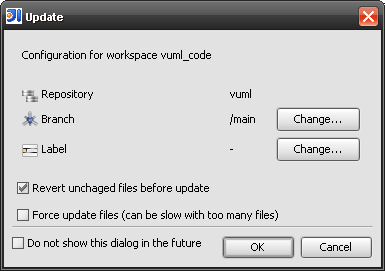 Update
Configuration for workspace vuml_code
Repository vuml
Branch /main Change...
Label - Change...
Revert unchaged files before update
Force update files (can be slow with too many files)
Do not show this dialog in the future OK Cancel